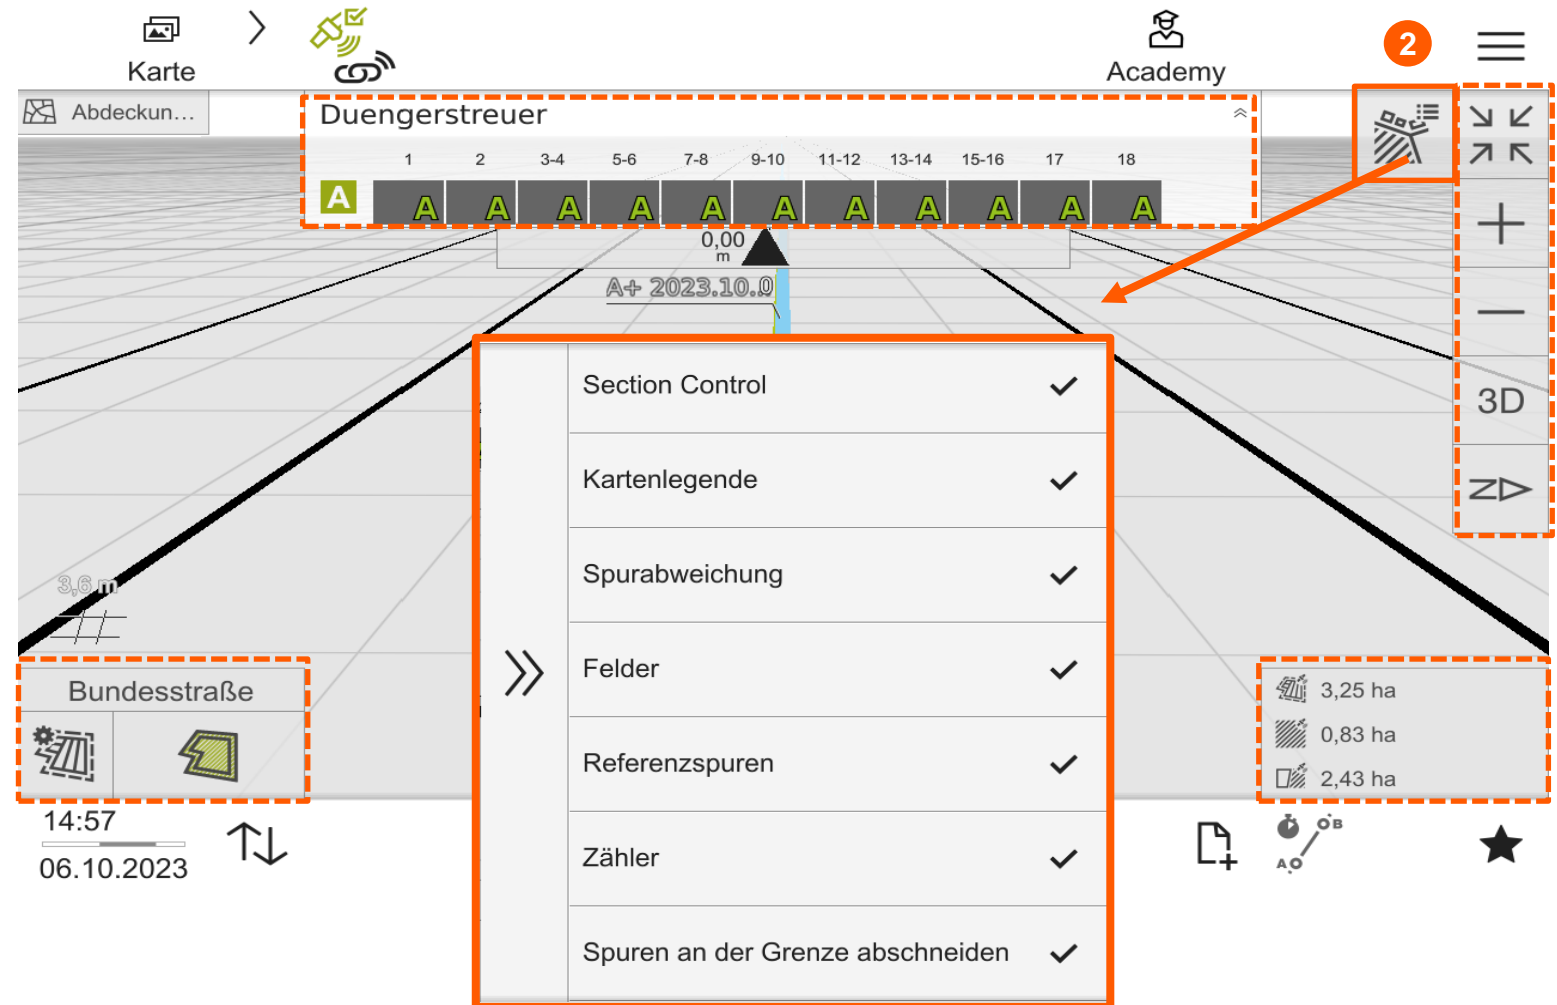 Karte
Academy
2
Abdeckun...
Duengerstreuer
1 2 3-4 5-6 7-8 9-10 11-12 13-14 15-16 17 18
A A A A A A A A A A A A
0,00
m
A+ 2023.10..0
3D
Section Control
Kartenlegende
Spurabweichung
Felder
Referenzspuren
Zähler
Spuren an der Grenze abschneiden
3,6 m
Bundesstraße
3,25 ha
0,83 ha
2,43 ha
14:57
06.10.2023
B
A